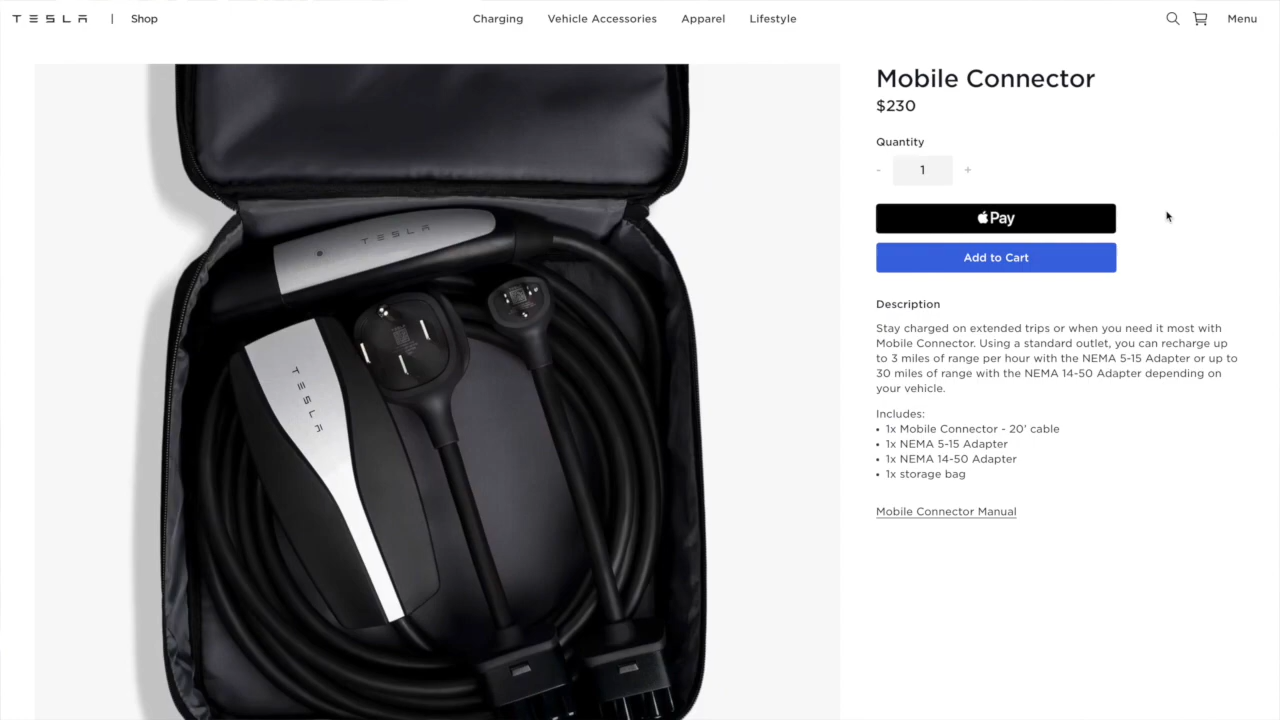 TESLA | Shop Charging Vehicle Accessories Apparel Lifestyle Menu
Mobile Connector
$230
Quantity
- 1 +
Pay
Add to Cart
Description
Stay charged on extended trips or when you need it most with
Mobile Connector. Using a standard outlet, you can recharge up
to 3 miles of range per hour with the NEMA 5-15 Adapter or up to
30 miles of range with the NEMA 14-50 Adapter depending on
your vehicle.
Includes:
• 1x Mobile Connector - 20' cable
• 1x NEMA 5-15 Adapter
• 1x NEMA 14-50 Adapter
• 1x storage bag
Mobile Connector Manual
TESLA
TESLA